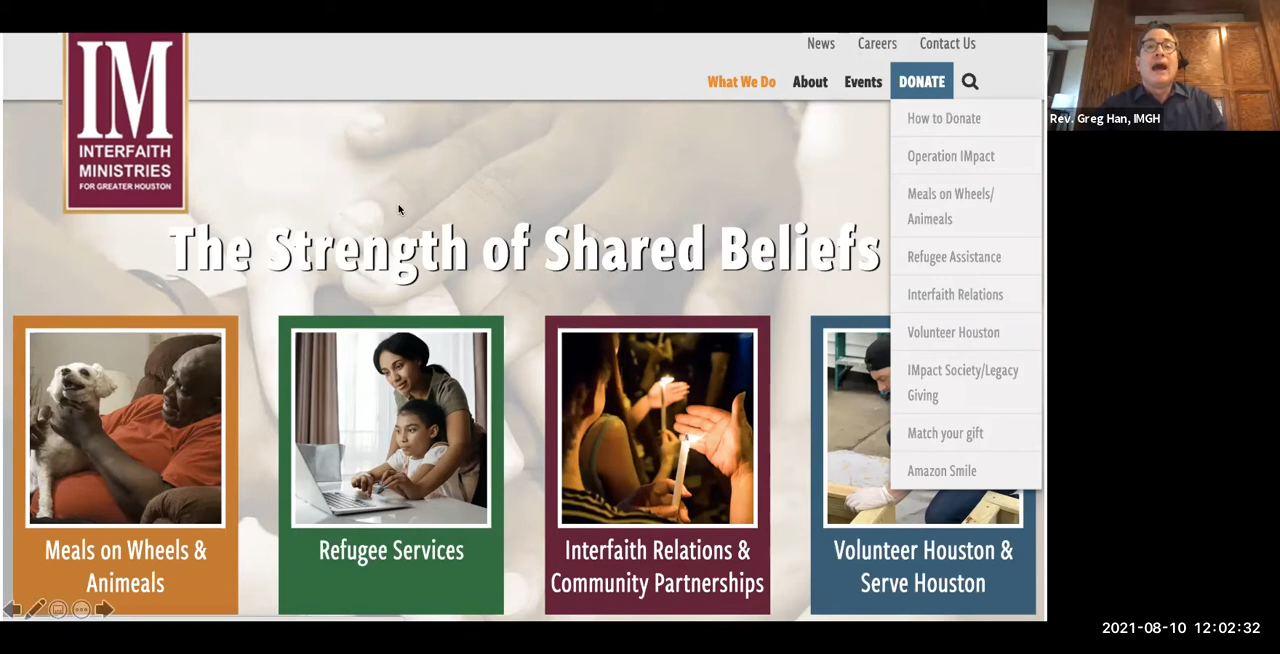 IM
INTERFAITH
MINISTRIES
FOR GREATER HOUSTON
News Careers Contact Us
What We Do About Events DONATE
How to Donate
Operation IMpact
Meals on Wheels/
Animeals
Refugee Assistance
Interfaith Relations
Volunteer Houston
IMpact Society/Legacy
Giving
Match your gift
Amazon Smile
The Strength of Shared Beliefs
Meals on Wheels &
Animeals
Refugee Services
Interfaith Relations &
Community Partnerships
Volunteer Houston &
Serve Houston
Rev. Greg Han, IMGH
2021-08-10 12:02:32